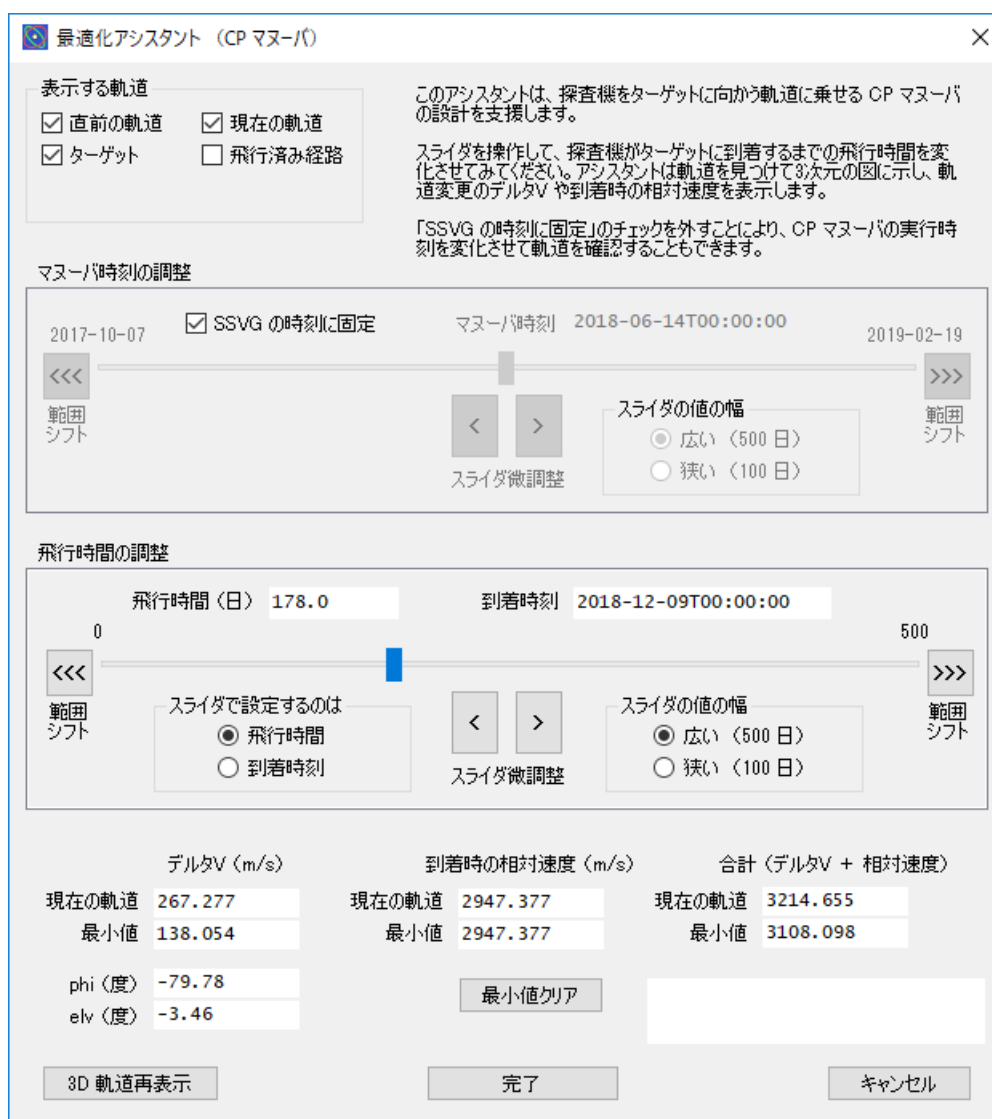 最適化アシスタント （CP マヌーバ）
表示する軌道
直前の軌道
現在の軌道
ターゲット
飛行済み経路
このアシスタントは、探査機をターゲットに向かう軌道に乗せる CP マヌーバ
の設計を支援します。
スライダを操作して、探査機がターゲットに到着するまでの飛行時間を変
化させてみてください。アシスタントは軌道を見つけて3次元の図に示し、軌
道変更のデルタV や到着時の相対速度を表示します。
「SSVG の時刻に固定」のチェックを外すことにより、CP マヌーバの実行時
刻を変化させて軌道を確認することもできます。
マヌーバ時刻の調整
2017-10-07
SSVG の時刻に固定
マヌーバ時刻 2018-06-14T00:00:00
2019-02-19
<<<
>>>
範囲
シフト
<
>
スライダ微調整
スライダの値の幅
広い （500 日）
狭い （100 日）
範囲
シフト
飛行時間の調整
飛行時間（日） 178.0
到着時刻 2018-12-09T00:00:00
0
500
<<<
>>>
範囲
シフト
スライダで設定するのは
飛行時間
到着時刻
<
>
スライダ微調整
スライダの値の幅
広い （500 日）
狭い （100 日）
範囲
シフト
デルタV （m/s）
到着時の相対速度 （m/s）
合計 （デルタV + 相対速度）
現在の軌道 267.277
現在の軌道 2947.377
現在の軌道 3214.655
最小値 138.054
最小値 2947.377
最小値 3108.098
phi （度） -79.78
elv （度） -3.46
最小値クリア
3D 軌道再表示
完了
キャンセル